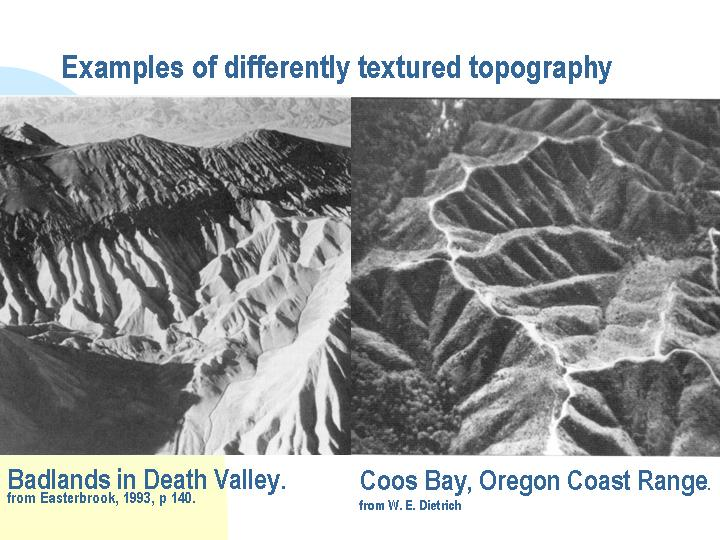 Examples of differently textured topography
Badlands in Death Valley.
from Easterbrook, 1993, p 140.
Coos Bay, Oregon Coast Range.
from W. E. Dietrich